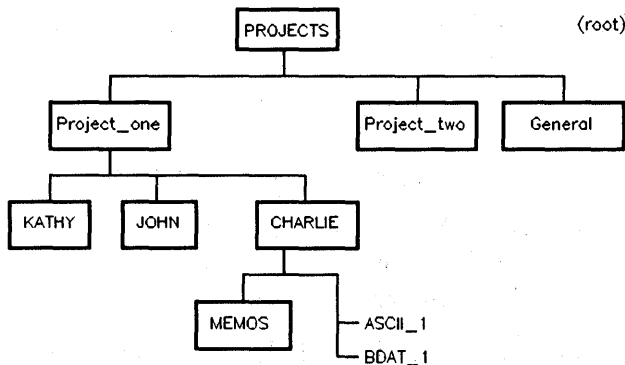 PROJECTS
(root)
Project_one
Project_two
General
KATHY
JOHN
CHARLIE
MEMOS
ASCII_1
BDAT_1